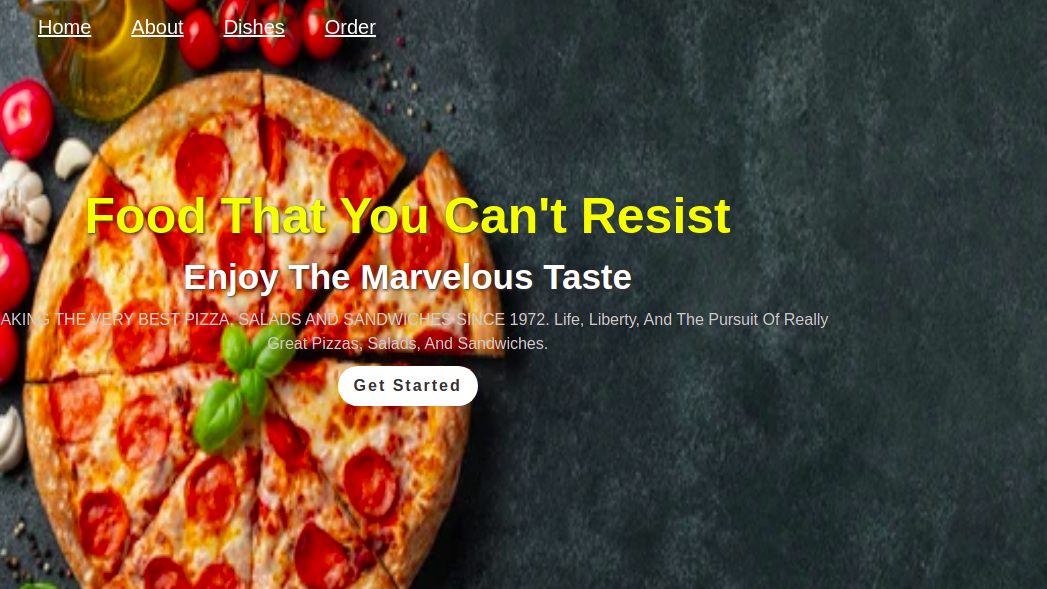 Home About Dishes Order
Food That You Can't Resist
Enjoy The Marvelous Taste
AKING THE VERY BEST PIZZA, SALADS AND SANDWICHES SINCE 1972. Life, Liberty, And The Pursuit Of Really
Great Pizzas, Salads, And Sandwiches.
Get Started